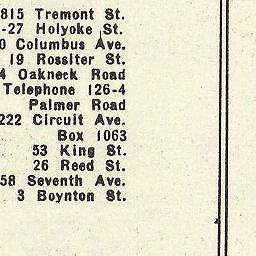 815 Tremont St.
-27 Holyoke St.
0 Columbus Ave.
19 Rossiter St.
4 Oakneck Road
Telephone 126-4
Palmer Road
222 Circuit Ave.
Box 1063
53 King St.
26 Reed St.
58 Seventh Ave.
3 Boynton St.